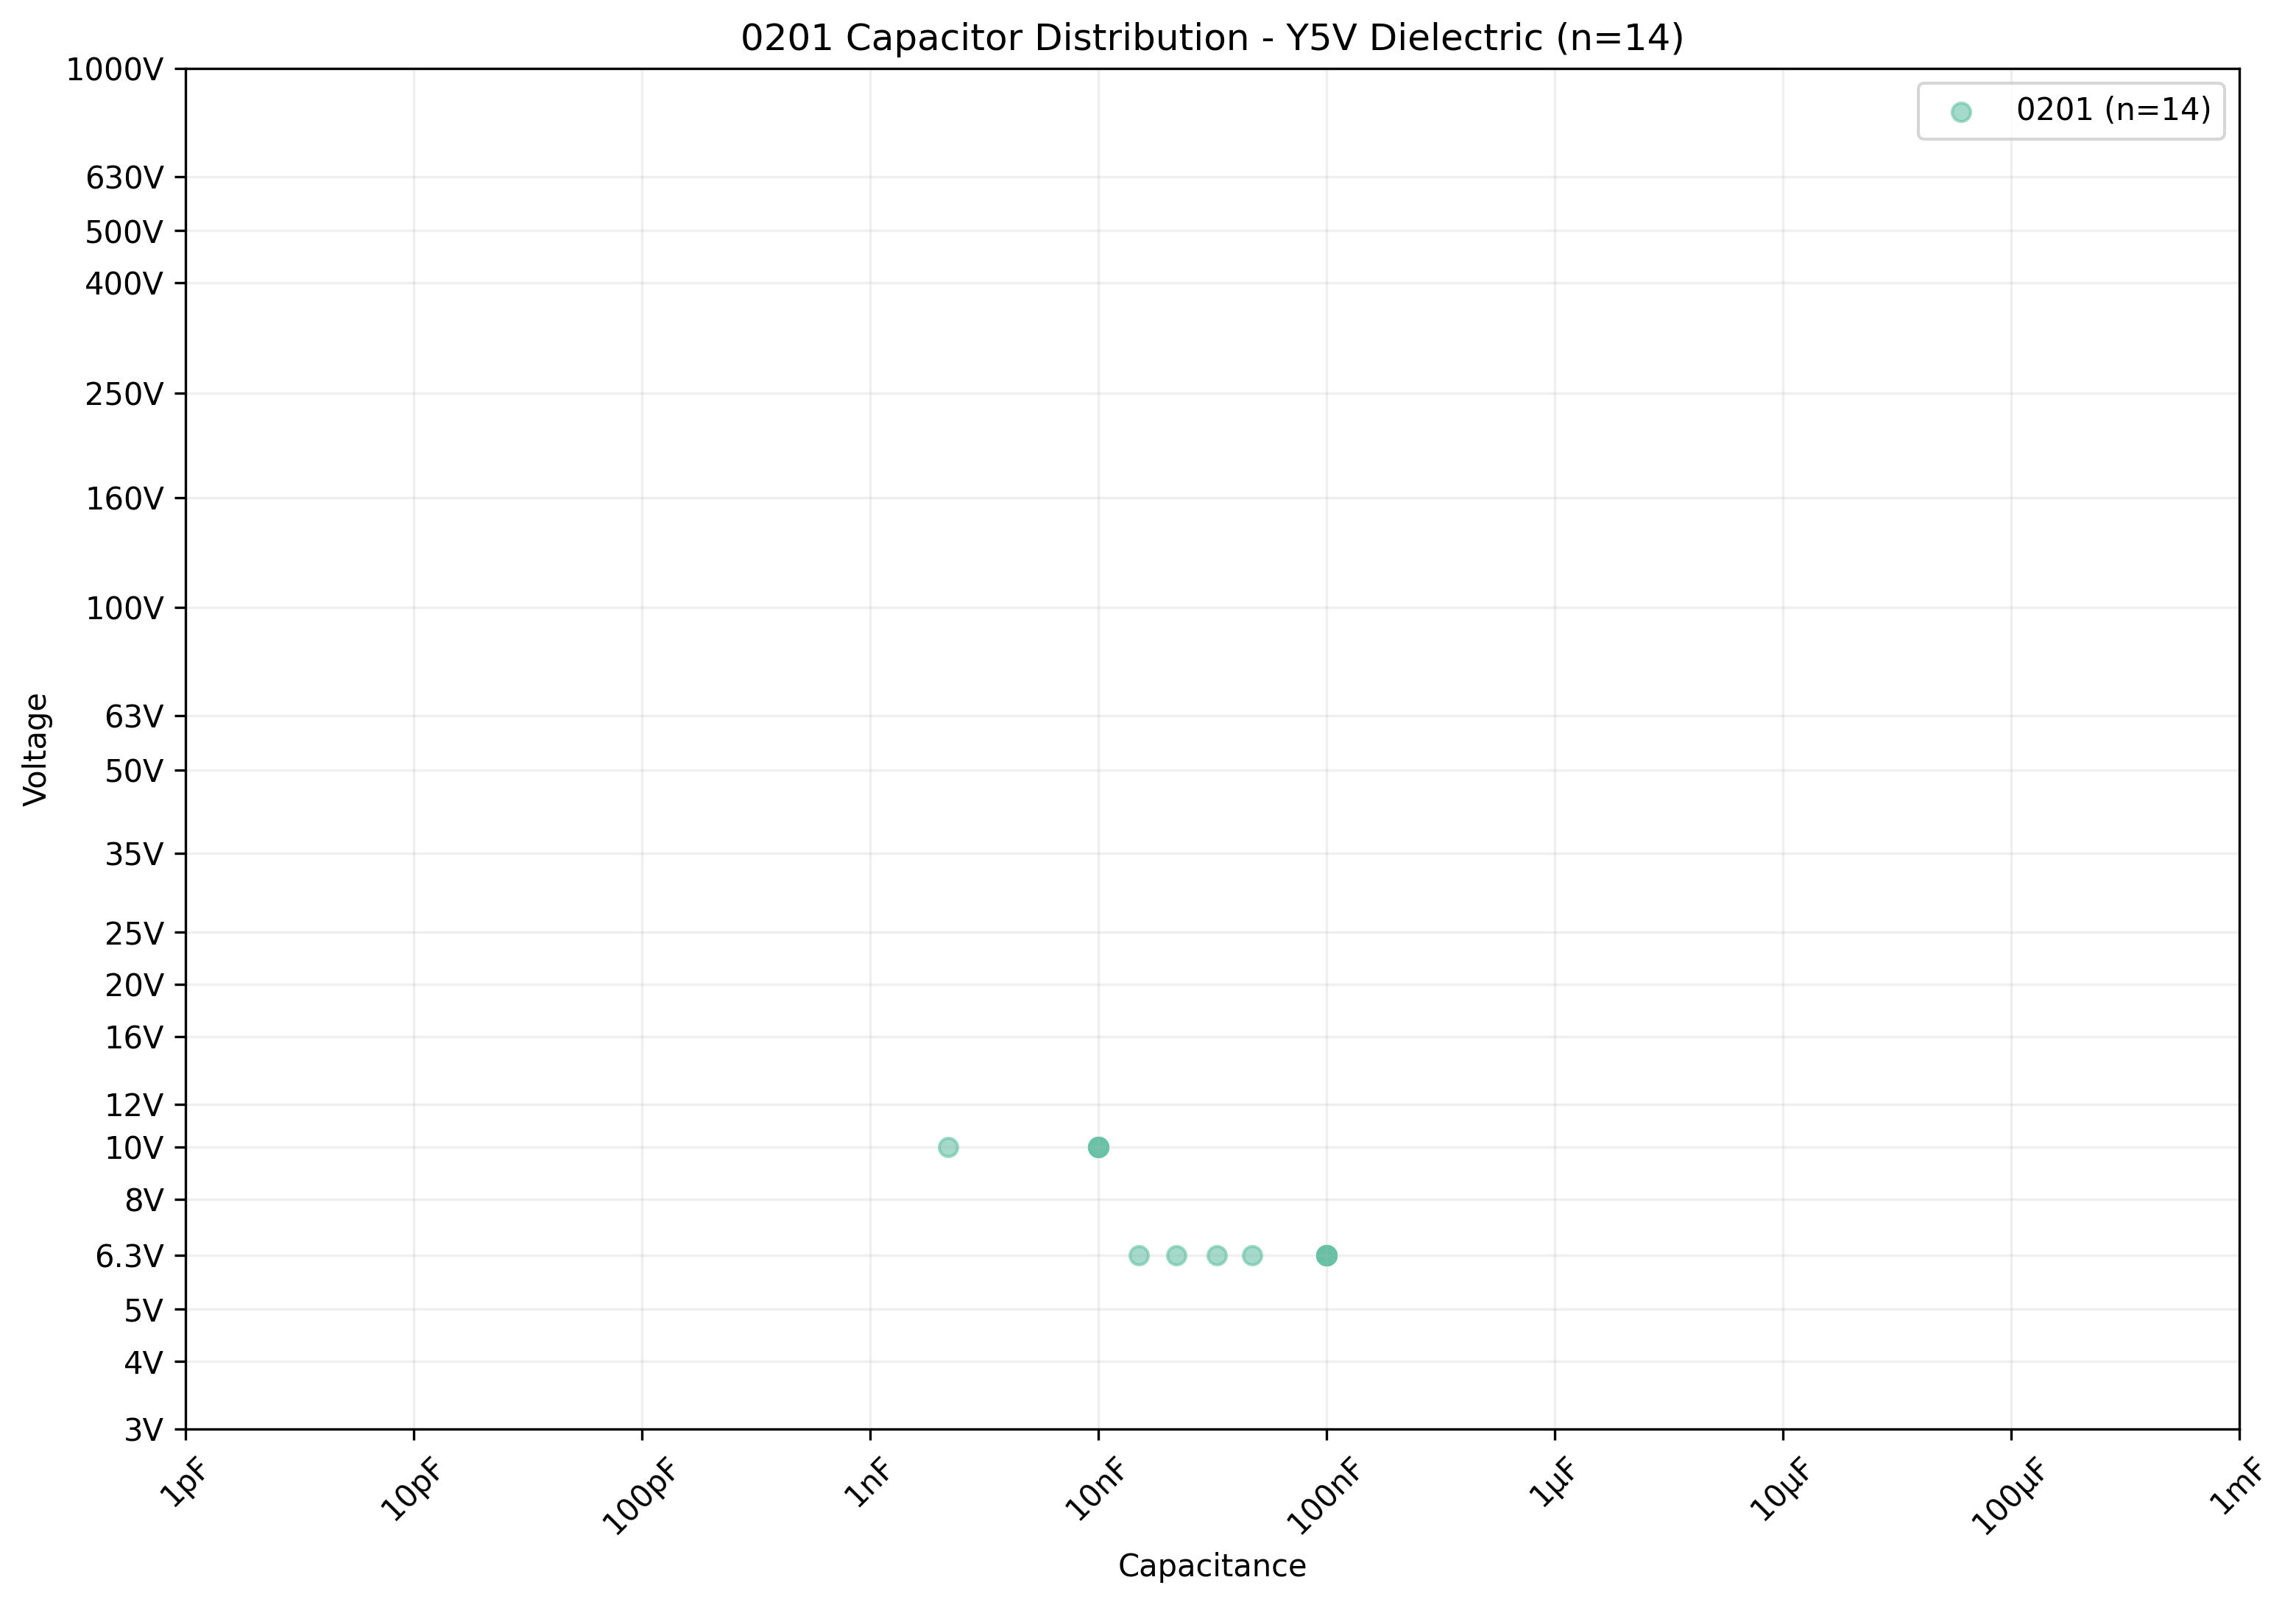 0201 Capacitor Distribution - Y5V Dielectric (n=14)
0201 (n=14)
Voltage
1000V
630V
500V
400V
250V
160V
100V
63V
50V
35V
25V
20V
16V
12V
10V
8V
6.3V
5V
4V
3V
1pF
10pF
100pF
1nF
10nF
100nF
1μF
10μF
100μF
1mF
Capacitance